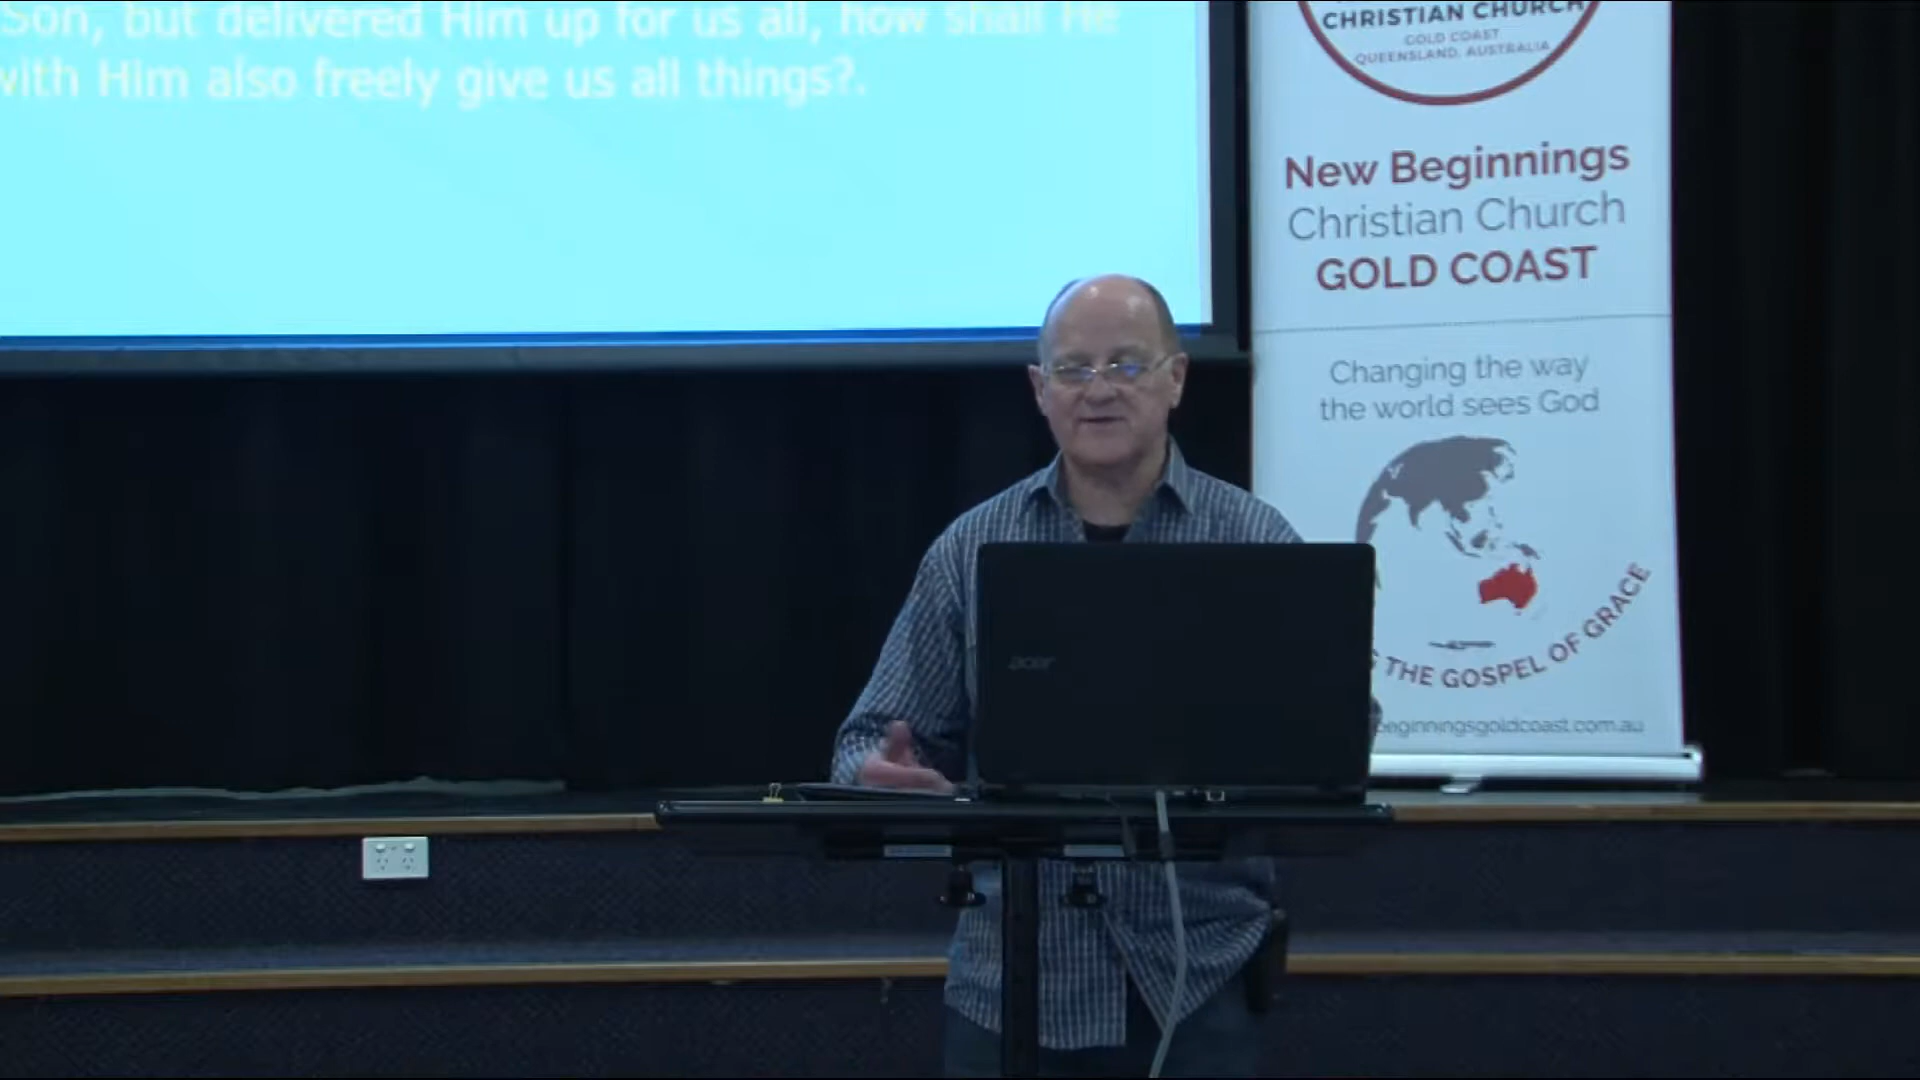 Son, but delivered Him up for us all, how shall He
with Him also freely give us all things?.
CHRISTIAN CHURCH
GOLD COAST
QUEENSLAND, AUSTRALIA
New Beginnings
Christian Church
GOLD COAST
Changing the way
the world sees God
THE GOSPEL OF GRACE
beginningsgoldcoast.com.au
acer